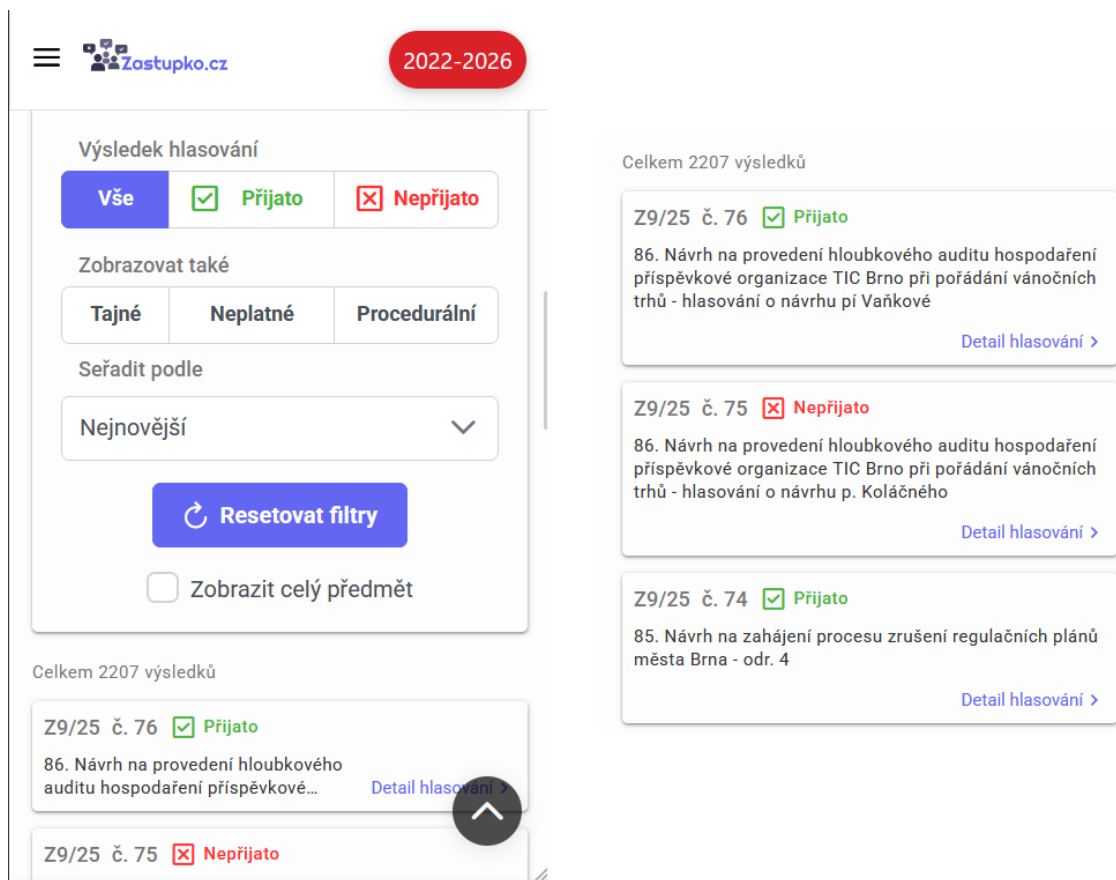 Zastupko.cz
2022-2026
Výsledek hlasování
Vše
Přijato
Nepřijato
Zobrazovat také
Tajné
Neplatné
Procedurální
Seřadit podle
Nejnovější
Resetovat filtry
Zobrazit celý předmět
Celkem 2207 výsledků
Z9/25 č. 76 Přijato
86. Návrh na provedení hloubkového
auditu hospodaření příspěvkové…
Detail hlasování
Z9/25 č. 75 Nepřijato
Celkem 2207 výsledků
Z9/25 č. 76 Přijato
86. Návrh na provedení hloubkového auditu hospodaření
příspěvkové organizace TIC Brno při pořádání vánočních
trhů - hlasování o návrhu pí Vaňkové
Detail hlasování
Z9/25 č. 75 Nepřijato
86. Návrh na provedení hloubkového auditu hospodaření
příspěvkové organizace TIC Brno při pořádání vánočních
trhů - hlasování o návrhu p. Koláčného
Detail hlasování
Z9/25 č. 74 Přijato
85. Návrh na zahájení procesu zrušení regulačních plánů
města Brna - odr. 4
Detail hlasování